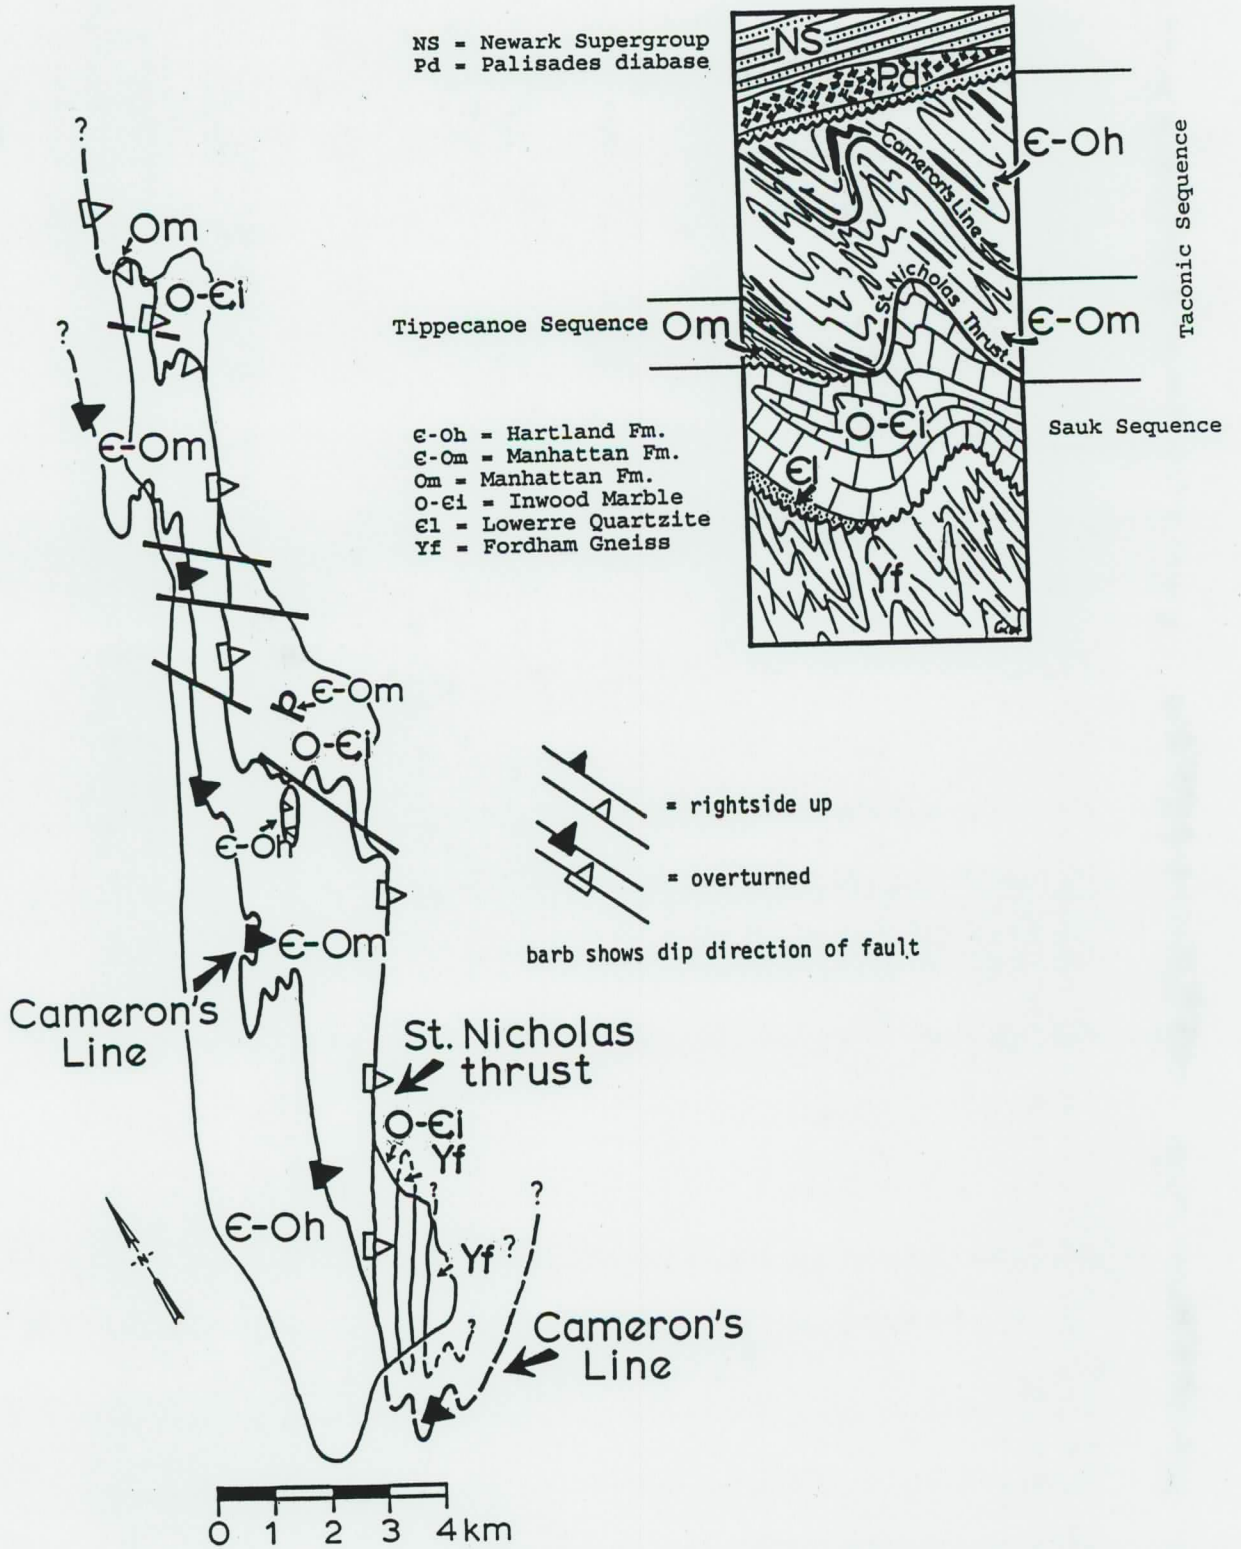 NS = Newark Supergroup
Pd = Palisades diabase
NS
Pd
Cameron's Line
Є-Oh
Taconic Sequence
St. Nicholas Thrust
Tippecanoe Sequence
Om
Є-Om
O-Єi
Sauk Sequence
Єl
Yf
Є-Oh = Hartland Fm.
Є-Om = Manhattan Fm.
Om = Manhattan Fm.
O-Єi = Inwood Marble
Єl = Lowerre Quartzite
Yf = Fordham Gneiss
?
Om
O-Єi
?
Є-Om
Є-Om
O-Єi
Є-Oh
= rightside up
= overturned
barb shows dip direction of fault.
Є-Om
Cameron's
Line
St. Nicholas
thrust
O-Єi
Yf
?
?
Є-Oh
N
Yf ?
?
Cameron's
Line
0 1 2 3 4 km